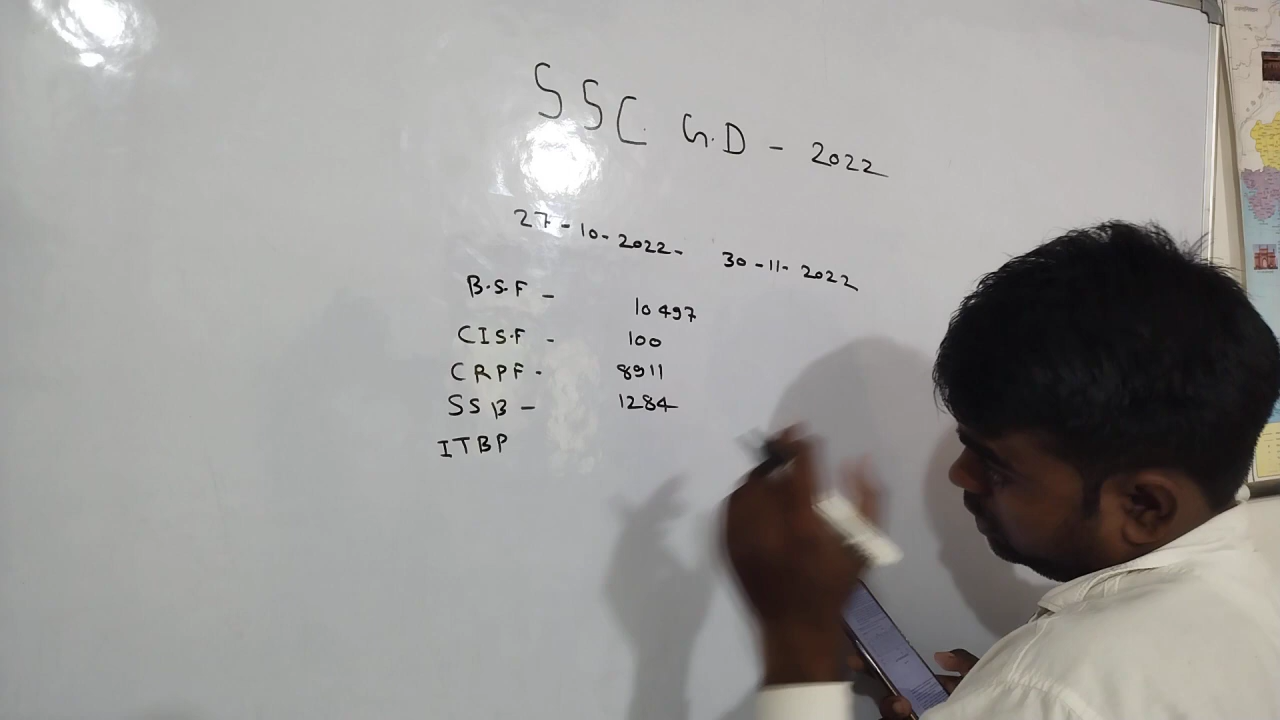 SSC G.D - 2022
27-10-2022- 30-11-2022
B.S.F - 10497
CIS.F - 100
CRPF - 8911
SSB - 1284
ITBP